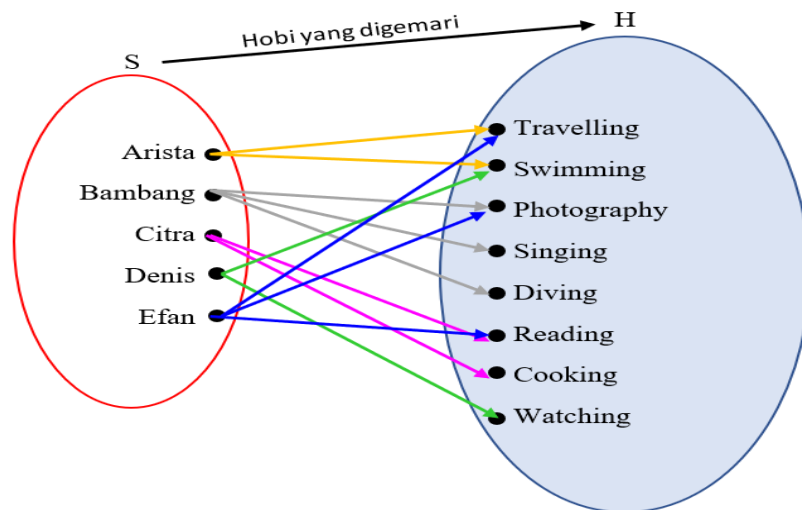 Hobi yang digemari
S
H
Arista
Bambang
Citra
Denis
Efan
Travelling
Swimming
Photography
Singing
Diving
Reading
Cooking
Watching